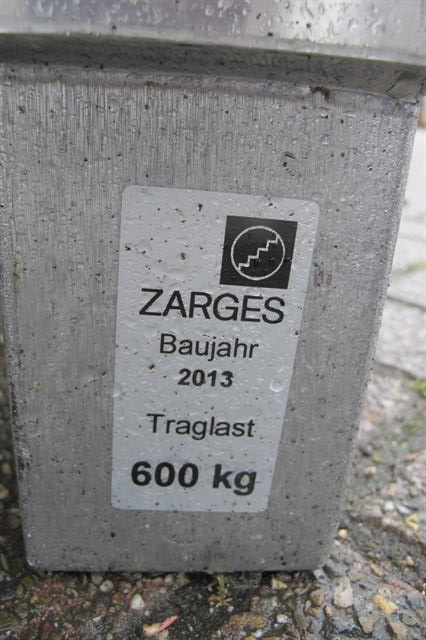 ZARGES
Baujahr
2013
Traglast
600 kg